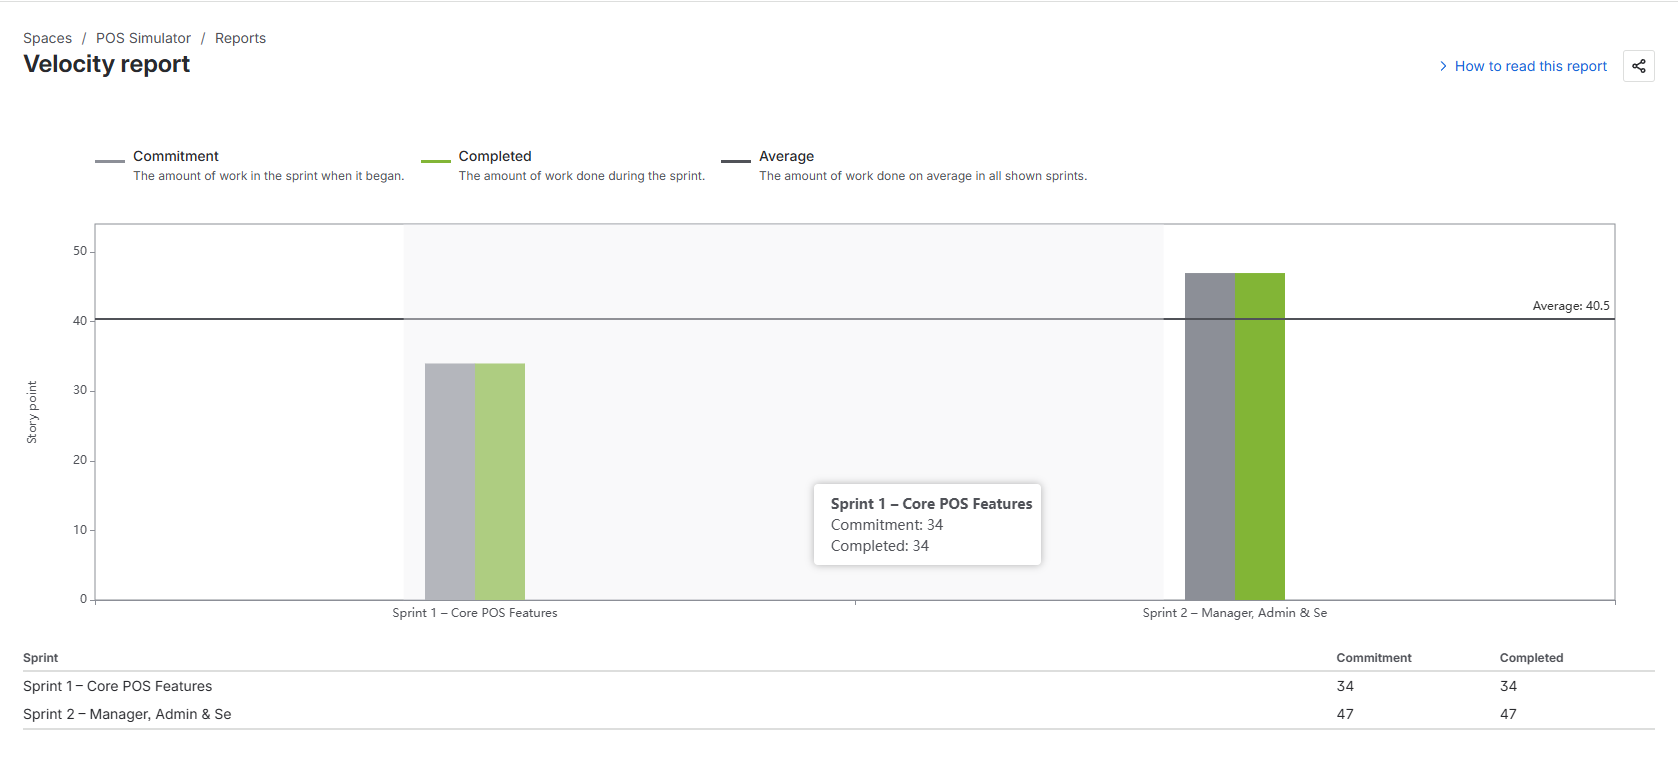 Spaces / POS Simulator / Reports
Velocity report
How to read this report
Commitment
The amount of work in the sprint when it began.
Completed
The amount of work done during the sprint.
Average
The amount of work done on average in all shown sprints.
50
40
30
20
10
0
Story point
Average: 40.5
Sprint 1 – Core POS Features
Commitment: 34
Completed: 34
Sprint 1 – Core POS Features
Sprint 2 – Manager, Admin & Se
Sprint Commitment Completed
Sprint 1 – Core POS Features 34 34
Sprint 2 – Manager, Admin & Se 47 47